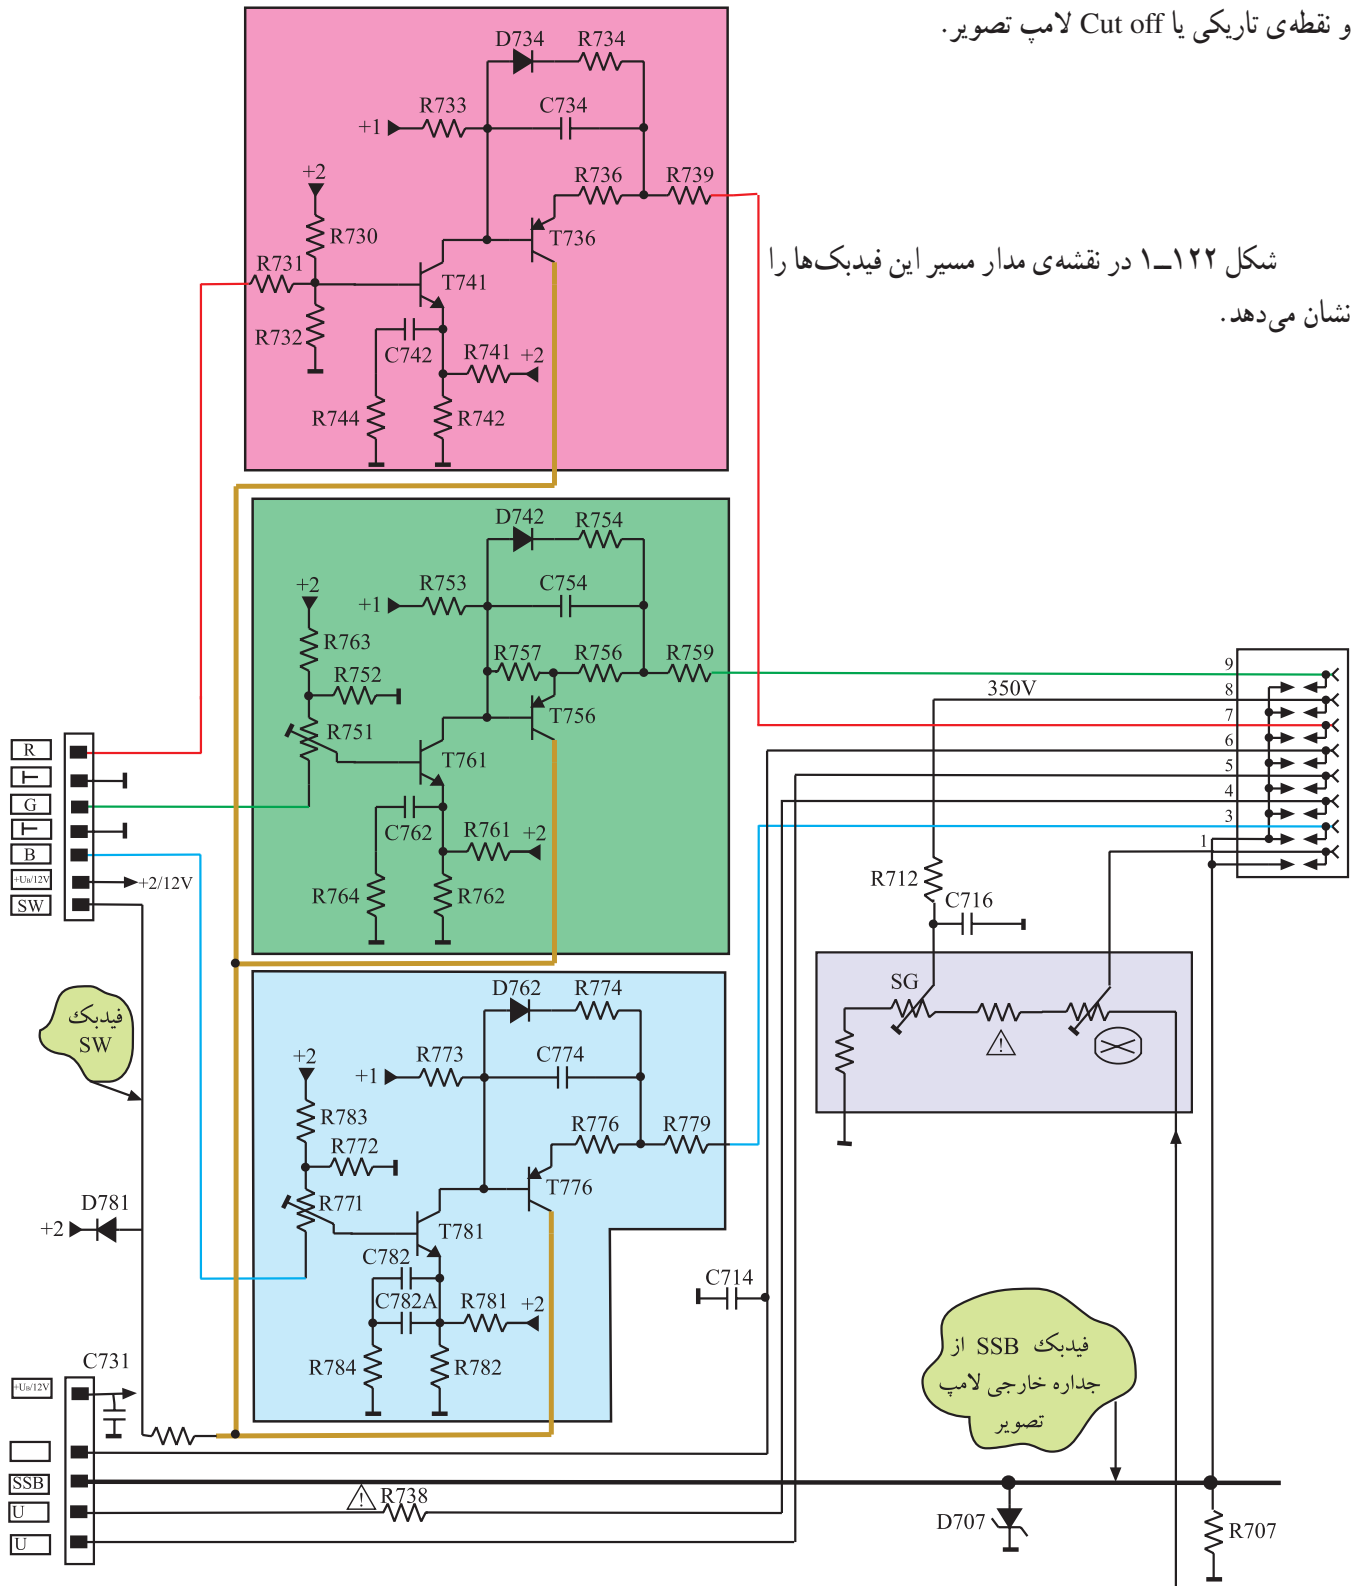 و نقطه‌ی تاریکی یا Cut off لامپ تصویر.
شکل ۱۲۲ــ۱ در نقشه‌ی مدار مسیر این فیدبک‌ها را
نشان می‌دهد.
D734 R734
R733 C734
+1
+2
R736 R739
R730
T736
R731
T741
R732
C742
R741 +2
R744
R742
D742 R754
R753 C754
+2
+1
R763
R757 R756 R759
R752
R751
T756
T761
C762
R761 +2
R764
R762
R
T
G
T
B
+UB/12V
+2/12V
SW
9
350V
8
7
6
5
4
3
1
R712
C716
SG
!
فیدبک
SW
D762 R774
R773 C774
+2
+1
R783
R776 R779
R772
R771
T776
T781
D781
+2
C782
C782A
R781 +2
R784
R782
C714
C731
+UB/12V
SSB
U
U
! R738
فیدبک SSB از
جداره خارجی لامپ
تصویر
D707
R707